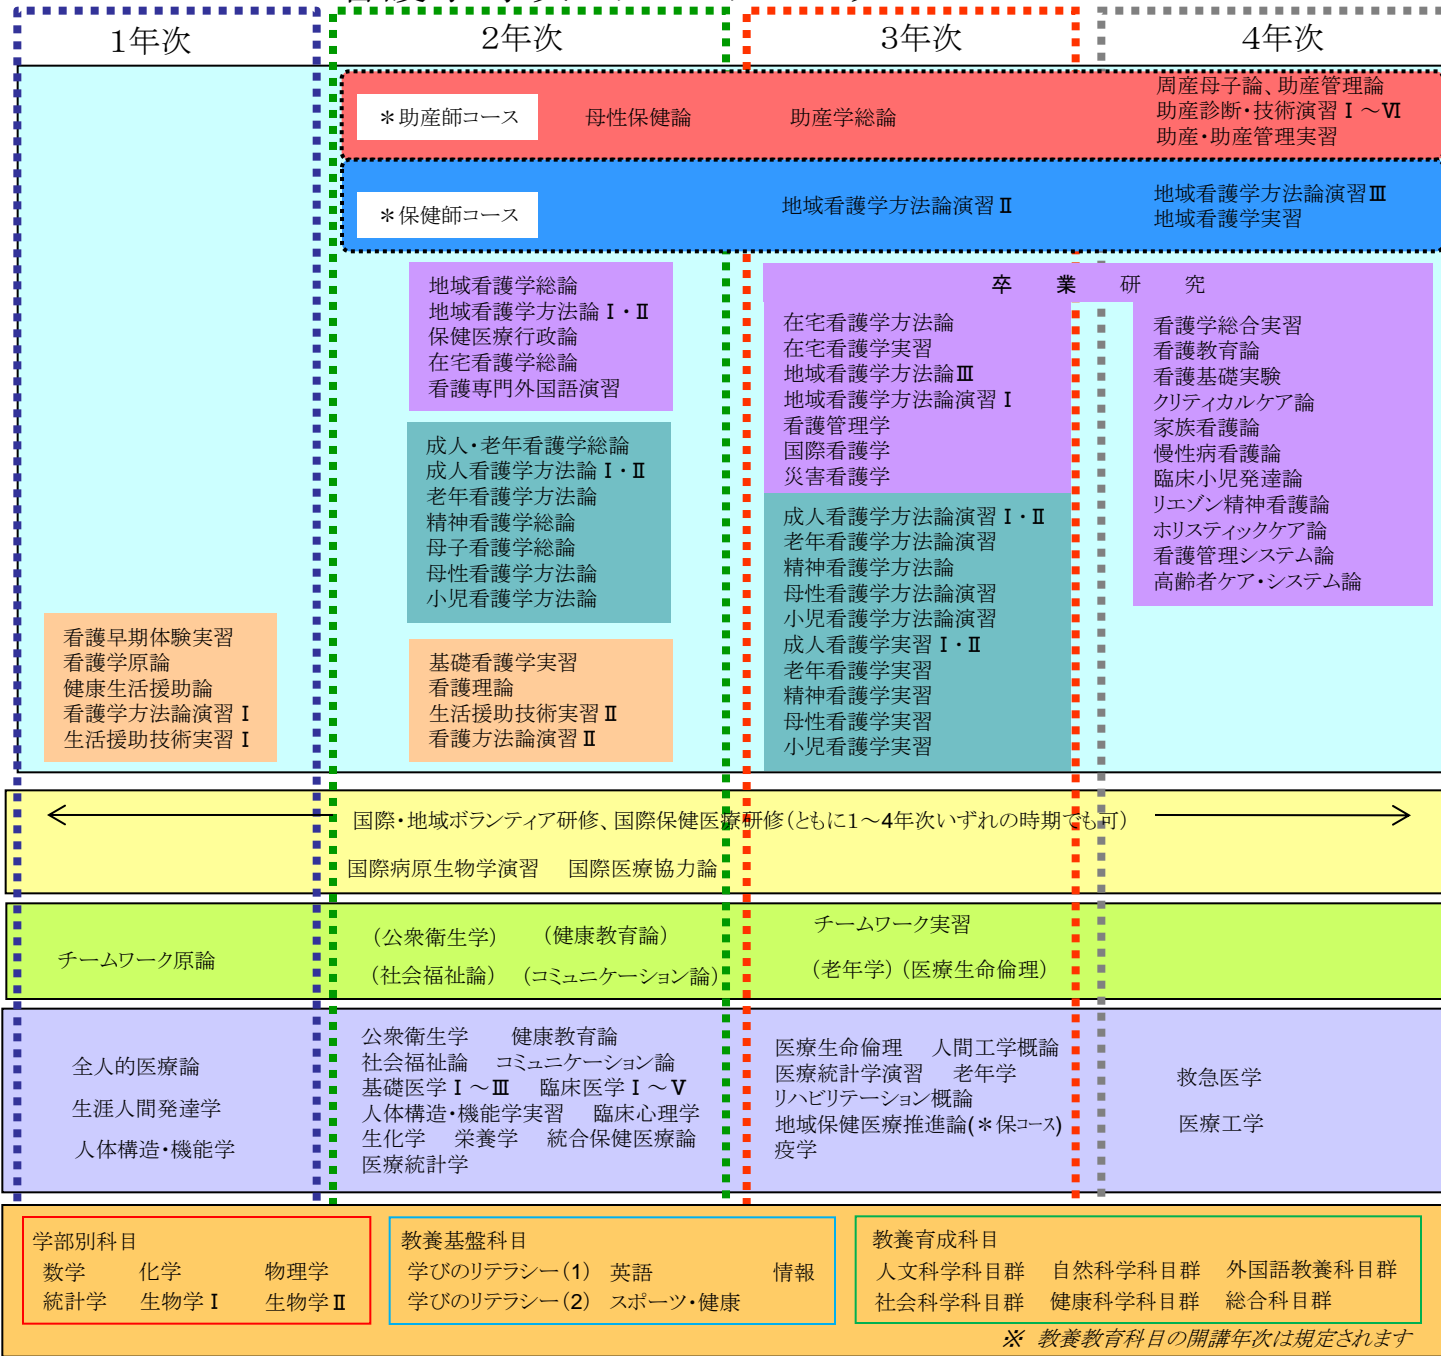 1年次
2年次
3年次
4年次
＊助産師コース
母性保健論
助産学総論
周産母子論、助産管理論
助産診断・技術演習Ⅰ～Ⅵ
助産・助産管理実習
＊保健師コース
地域看護学方法論演習Ⅱ
地域看護学方法論演習Ⅲ
地域看護学実習
地域看護学総論
地域看護学方法論Ⅰ・Ⅱ
保健医療行政論
在宅看護学総論
看護専門外国語演習
卒　業　研　究
在宅看護学方法論
在宅看護学実習
地域看護学方法論Ⅲ
地域看護学方法論演習Ⅰ
看護管理学
国際看護学
災害看護学
看護学総合実習
看護教育論
看護基礎実験
クリティカルケア論
家族看護論
慢性病看護論
臨床小児発達論
リエゾン精神看護論
ホリスティックケア論
看護管理システム論
高齢者ケア・システム論
成人・老年看護学総論
成人看護学方法論Ⅰ・Ⅱ
老年看護学方法論
精神看護学総論
母子看護学総論
母性看護学方法論
小児看護学方法論
成人看護学方法論演習Ⅰ・Ⅱ
老年看護学方法論演習
精神看護学方法論
母性看護学方法論演習
小児看護学方法論演習
成人看護学実習Ⅰ・Ⅱ
老年看護学実習
精神看護学実習
母性看護学実習
小児看護学実習
看護早期体験実習
看護学原論
健康生活援助論
看護学方法論演習Ⅰ
生活援助技術実習Ⅰ
基礎看護学実習
看護理論
生活援助技術実習Ⅱ
看護方法論演習Ⅱ
国際・地域ボランティア研修、国際保健医療研修（ともに1～4年次いずれの時期でも可）
国際病原生物学演習　国際医療協力論
チームワーク原論
（公衆衛生学）　（健康教育論）
（社会福祉論）　（コミュニケーション論）
チームワーク実習
（老年学）（医療生命倫理）
全人的医療論
生涯人間発達学
人体構造・機能学
公衆衛生学　健康教育論
社会福祉論　コミュニケーション論
基礎医学Ⅰ～Ⅲ　臨床医学Ⅰ～Ⅴ
人体構造・機能学実習　臨床心理学
生化学　栄養学　統合保健医療論
医療統計学
医療生命倫理　人間工学概論
医療統計学演習　老年学
リハビリテーション概論
地域保健医療推進論(＊保コース)
疫学
救急医学
医療工学
学部別科目
数学　化学　物理学
統計学　生物学Ⅰ　生物学Ⅱ
教養基盤科目
学びのリテラシー（1）　英語　情報
学びのリテラシー（2）　スポーツ・健康
教養育成科目
人文科学科目群　自然科学科目群　外国語教養科目群
社会科学科目群　健康科学科目群　総合科目群
※ 教養教育科目の開講年次は規定されます